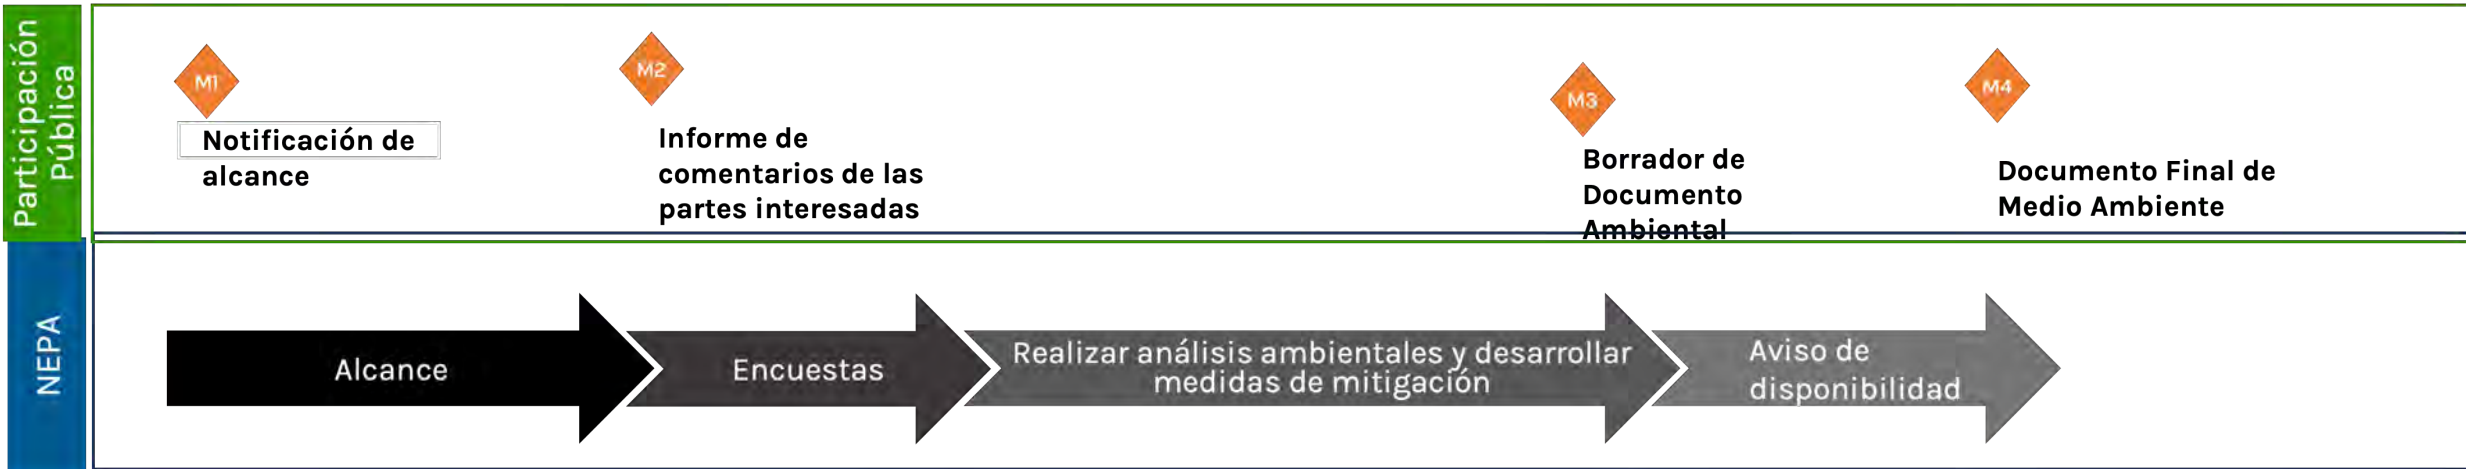 Participación
Pública
M1
Notificación de
alcance
M2
Informe de
comentarios de las
partes interesadas
M3
Borrador de
Documento
Ambiental
M4
Documento Final de
Medio Ambiente
NEPA
Alcance
Encuestas
Realizar análisis ambientales y desarrollar
medidas de mitigación
Aviso de
disponibilidad